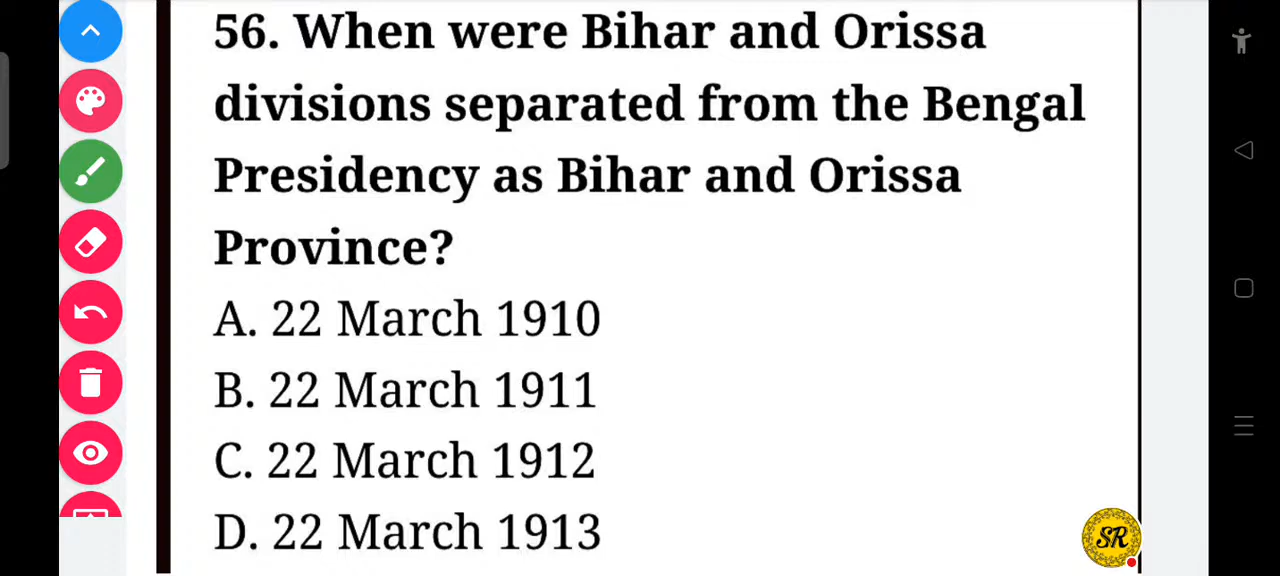 56. When were Bihar and Orissa
divisions separated from the Bengal
Presidency as Bihar and Orissa
Province?
A. 22 March 1910
B. 22 March 1911
C. 22 March 1912
D. 22 March 1913
SR